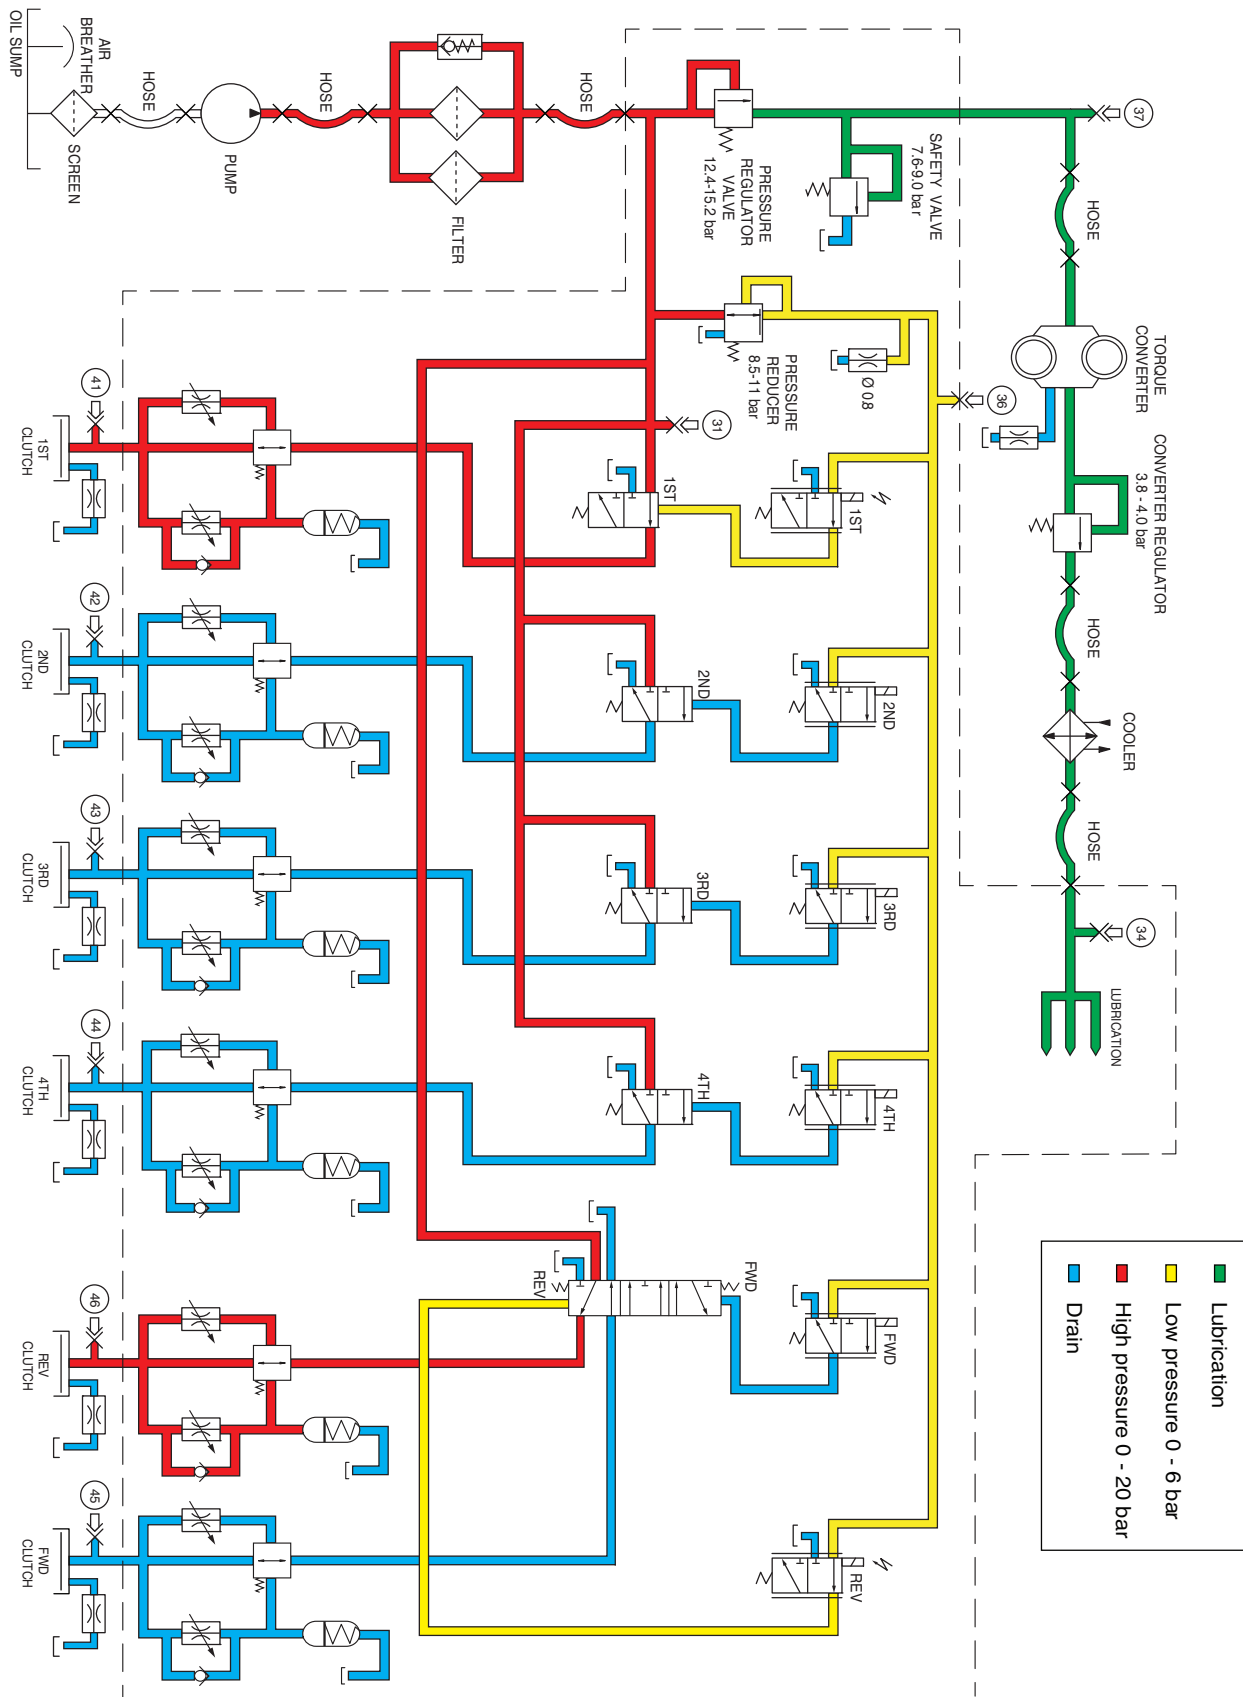 OIL SUMP
AIR
BREATHER
SCREEN
HOSE
PUMP
HOSE
FILTER
HOSE
PRESSURE
REGULATOR
VALVE
12.4-15.2 bar
SAFETY VALVE
7.6-9.0 bar
37
HOSE
TORQUE
CONVERTER
CONVERTER REGULATOR
3.8 - 4.0 bar
HOSE
COOLER
HOSE
34
LUBRICATION
PRESSURE
REDUCER
8.5-11 bar
Ø 0.8
36
31
1ST
2ND
3RD
4TH
FWD
REV
1ST
2ND
3RD
4TH
FWD
REV
41
1ST
CLUTCH
42
2ND
CLUTCH
43
3RD
CLUTCH
44
4TH
CLUTCH
46
REV
CLUTCH
45
FWD
CLUTCH
Lubrication
Low pressure 0 - 6 bar
High pressure 0 - 20 bar
Drain